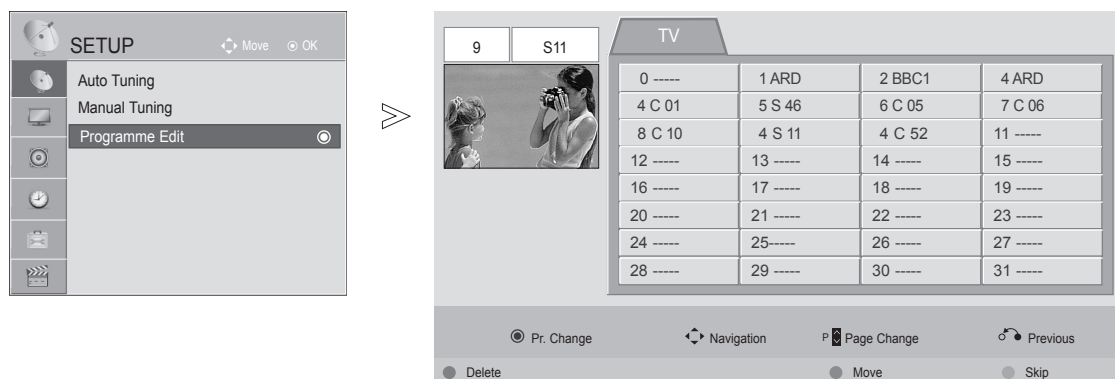 SETUP Move OK
Auto Tuning
Manual Tuning
Programme Edit
9 S11
TV
0 ----- 1 ARD 2 BBC1 4 ARD
4 C 01 5 S 46 6 C 05 7 C 06
8 C 10 4 S 11 4 C 52 11 -----
12 ----- 13 ----- 14 ----- 15 -----
16 ----- 17 ----- 18 ----- 19 -----
20 ----- 21 ----- 22 ----- 23 -----
24 ----- 25----- 26 ----- 27 -----
28 ----- 29 ----- 30 ----- 31 -----
Pr. Change Navigation P Page Change Previous
Delete Move Skip